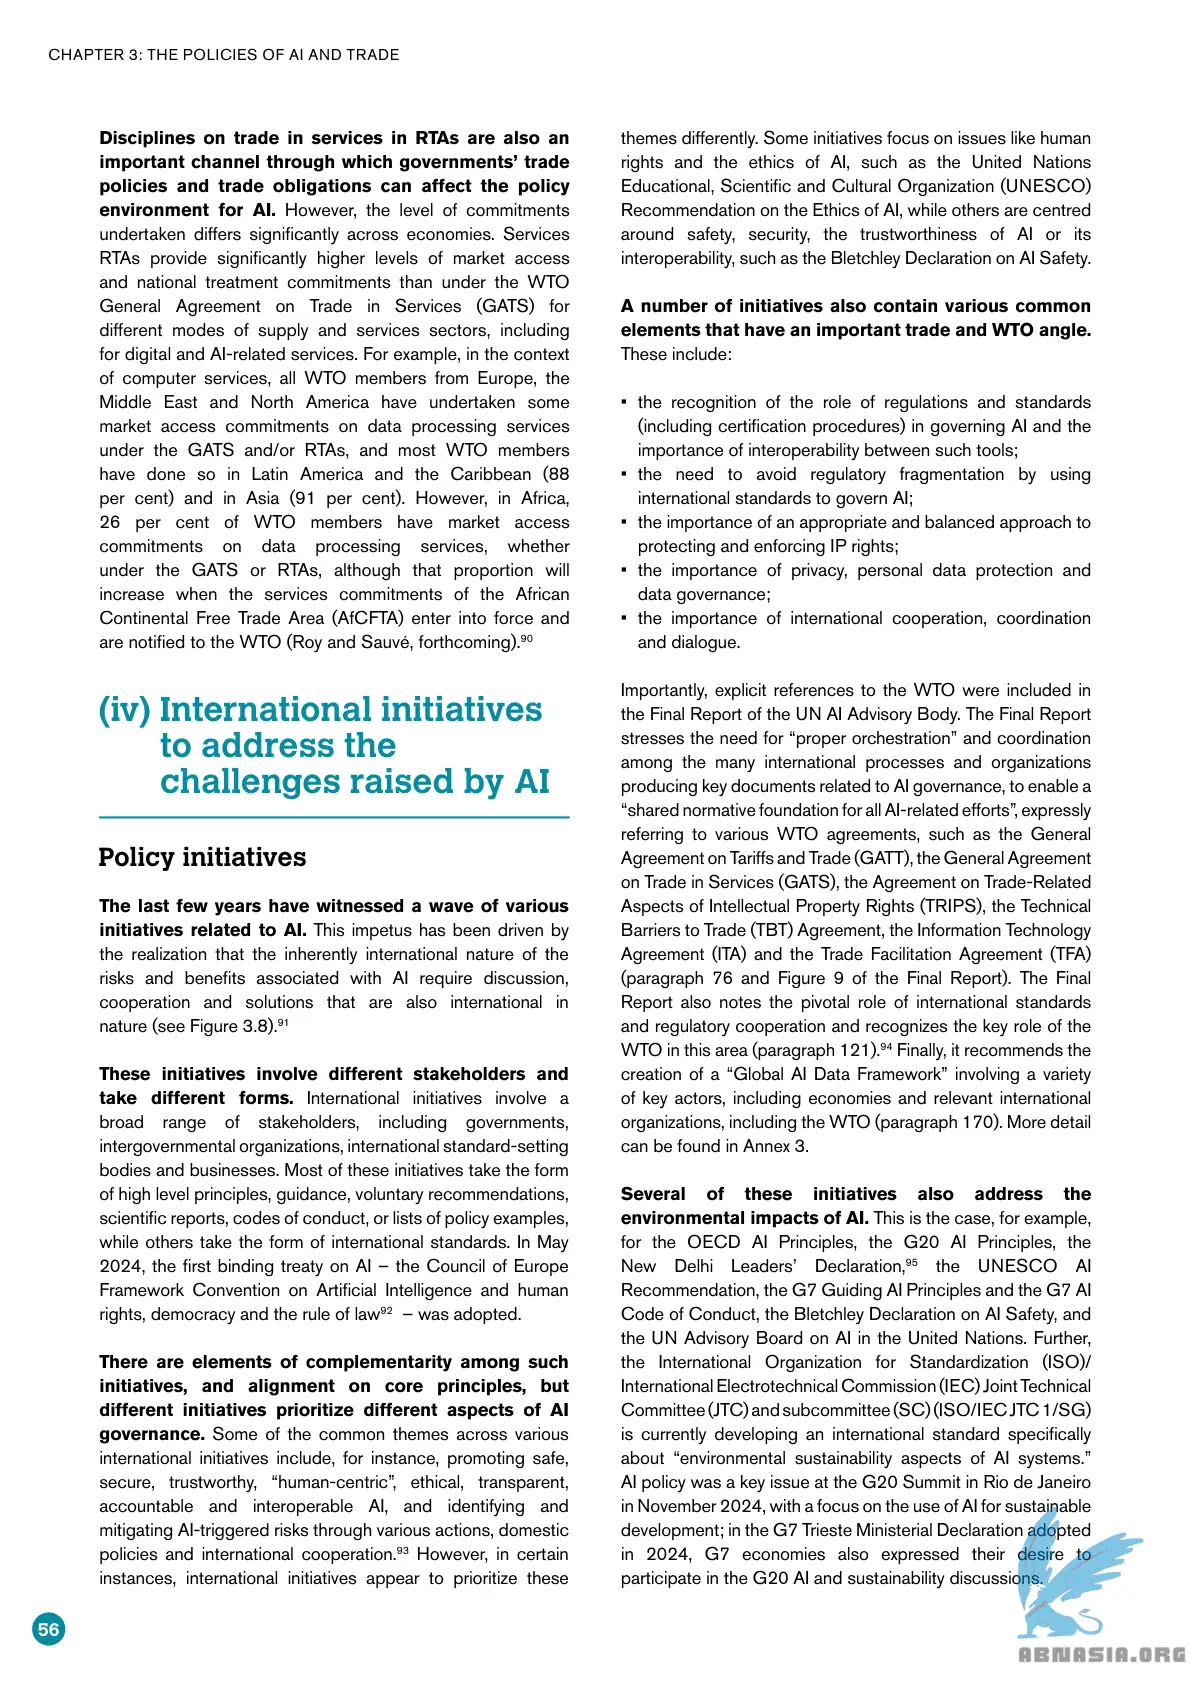 CHAPTER 3: THE POLICIES OF AI AND TRADE
Disciplines on trade in services in RTAs are also an
important channel through which governments’ trade
policies and trade obligations can affect the policy
environment for AI. However, the level of commitments
undertaken differs significantly across economies. Services
RTAs provide significantly higher levels of market access
and national treatment commitments than under the WTO
General Agreement on Trade in Services (GATS) for
different modes of supply and services sectors, including
for digital and AI-related services. For example, in the context
of computer services, all WTO members from Europe, the
Middle East and North America have undertaken some
market access commitments on data processing services
under the GATS and/or RTAs, and most WTO members
have done so in Latin America and the Caribbean (88
per cent) and in Asia (91 per cent). However, in Africa,
26 per cent of WTO members have market access
commitments on data processing services, whether
under the GATS or RTAs, although that proportion will
increase when the services commitments of the African
Continental Free Trade Area (AfCFTA) enter into force and
are notified to the WTO (Roy and Sauvé, forthcoming).90
(iv) International initiatives
to address the
challenges raised by AI
Policy initiatives
The last few years have witnessed a wave of various
initiatives related to AI. This impetus has been driven by
the realization that the inherently international nature of the
risks and benefits associated with AI require discussion,
cooperation and solutions that are also international in
nature (see Figure 3.8).91
These initiatives involve different stakeholders and
take different forms. International initiatives involve a
broad range of stakeholders, including governments,
intergovernmental organizations, international standard-setting
bodies and businesses. Most of these initiatives take the form
of high level principles, guidance, voluntary recommendations,
scientific reports, codes of conduct, or lists of policy examples,
while others take the form of international standards. In May
2024, the first binding treaty on AI – the Council of Europe
Framework Convention on Artificial Intelligence and human
rights, democracy and the rule of law92 – was adopted.
There are elements of complementarity among such
initiatives, and alignment on core principles, but
different initiatives prioritize different aspects of AI
governance. Some of the common themes across various
international initiatives include, for instance, promoting safe,
secure, trustworthy, “human-centric”, ethical, transparent,
accountable and interoperable AI, and identifying and
mitigating AI-triggered risks through various actions, domestic
policies and international cooperation.93 However, in certain
instances, international initiatives appear to prioritize these
themes differently. Some initiatives focus on issues like human
rights and the ethics of AI, such as the United Nations
Educational, Scientific and Cultural Organization (UNESCO)
Recommendation on the Ethics of AI, while others are centred
around safety, security, the trustworthiness of AI or its
interoperability, such as the Bletchley Declaration on AI Safety.
A number of initiatives also contain various common
elements that have an important trade and WTO angle.
These include:
• the recognition of the role of regulations and standards
(including certification procedures) in governing AI and the
importance of interoperability between such tools;
• the need to avoid regulatory fragmentation by using
international standards to govern AI;
• the importance of an appropriate and balanced approach to
protecting and enforcing IP rights;
• the importance of privacy, personal data protection and
data governance;
• the importance of international cooperation, coordination
and dialogue.
Importantly, explicit references to the WTO were included in
the Final Report of the UN AI Advisory Body. The Final Report
stresses the need for “proper orchestration” and coordination
among the many international processes and organizations
producing key documents related to AI governance, to enable a
“shared normative foundation for all AI-related efforts”, expressly
referring to various WTO agreements, such as the General
Agreement on Tariffs and Trade (GATT), the General Agreement
on Trade in Services (GATS), the Agreement on Trade-Related
Aspects of Intellectual Property Rights (TRIPS), the Technical
Barriers to Trade (TBT) Agreement, the Information Technology
Agreement (ITA) and the Trade Facilitation Agreement (TFA)
(paragraph 76 and Figure 9 of the Final Report). The Final
Report also notes the pivotal role of international standards
and regulatory cooperation and recognizes the key role of the
WTO in this area (paragraph 121).94 Finally, it recommends the
creation of a “Global AI Data Framework” involving a variety
of key actors, including economies and relevant international
organizations, including the WTO (paragraph 170). More detail
can be found in Annex 3.
Several of these initiatives also address the
environmental impacts of AI. This is the case, for example,
for the OECD AI Principles, the G20 AI Principles, the
New Delhi Leaders’ Declaration,95 the UNESCO AI
Recommendation, the G7 Guiding AI Principles and the G7 AI
Code of Conduct, the Bletchley Declaration on AI Safety, and
the UN Advisory Board on AI in the United Nations. Further,
the International Organization for Standardization (ISO)/
International Electrotechnical Commission (IEC) Joint Technical
Committee (JTC) and subcommittee (SC) (ISO/IEC JTC 1/SG)
is currently developing an international standard specifically
about “environmental sustainability aspects of AI systems.”
AI policy was a key issue at the G20 Summit in Rio de Janeiro
in November 2024, with a focus on the use of AI for sustainable
development; in the G7 Trieste Ministerial Declaration adopted
in 2024, G7 economies also expressed their desire to
participate in the G20 AI and sustainability discussions.
56
ABNASIA.ORG